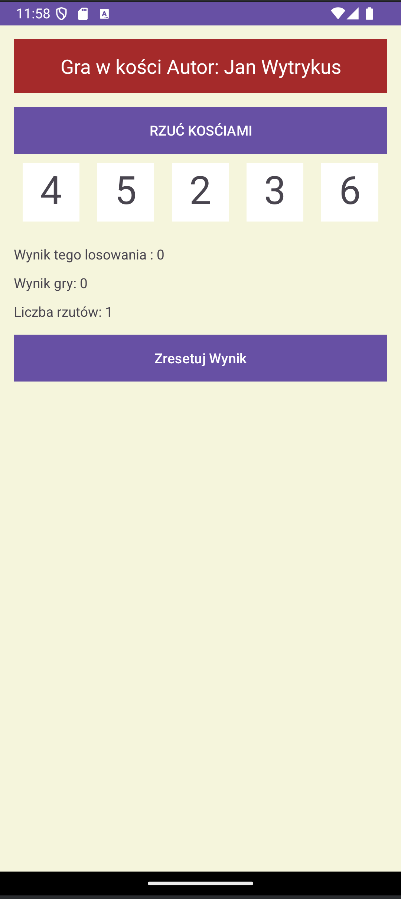 11:58
Gra w kości Autor: Jan Wytrykus
RZUĆ KOSĆIAMI
4 5 2 3 6
Wynik tego losowania : 0
Wynik gry: 0
Liczba rzutów: 1
Zresetuj Wynik